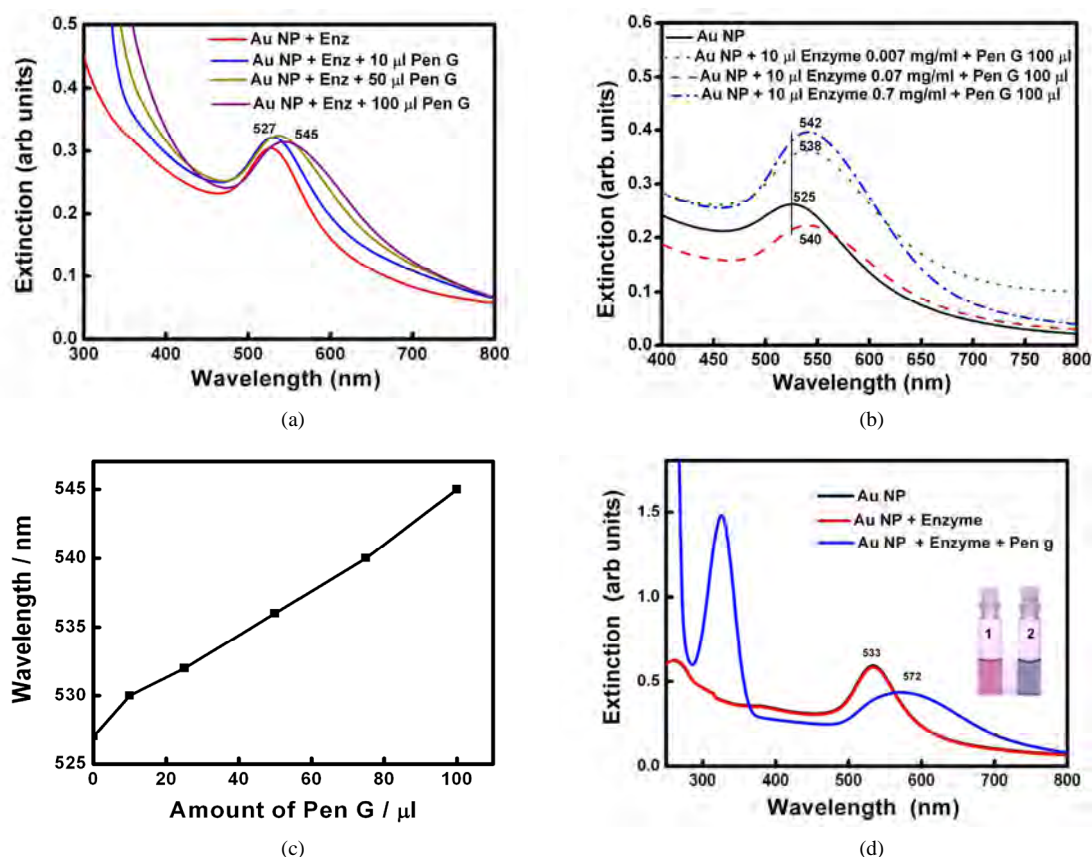 Au NP + Enz
Au NP + Enz + 10 µl Pen G
Au NP + Enz + 50 µl Pen G
Au NP + Enz + 100 µl Pen G
527
545
Extinction (arb units)
0.5
0.4
0.3
0.2
0.1
0.0
300 400 500 600 700 800
Wavelength (nm)
(a)
Au NP
Au NP + 10 µl Enzyme 0.007 mg/ml + Pen G 100 µl
Au NP + 10 µl Enzyme 0.07 mg/ml + Pen G 100 µl
Au NP + 10 µl Enzyme 0.7 mg/ml + Pen G 100 µl
542
538
525
540
Extinction (arb. units)
0.6
0.5
0.4
0.3
0.2
0.1
0.0
400 450 500 550 600 650 700 750 800
Wavelength (nm)
(b)
Wavelength / nm
545
540
535
530
525
0 20 40 60 80 100
Amount of Pen G / µl
(c)
Au NP
Au NP + Enzyme
Au NP + Enzyme + Pen g
1
2
533
572
Extinction (arb units)
1.5
1.0
0.5
0.0
300 400 500 600 700 800
Wavelength (nm)
(d)